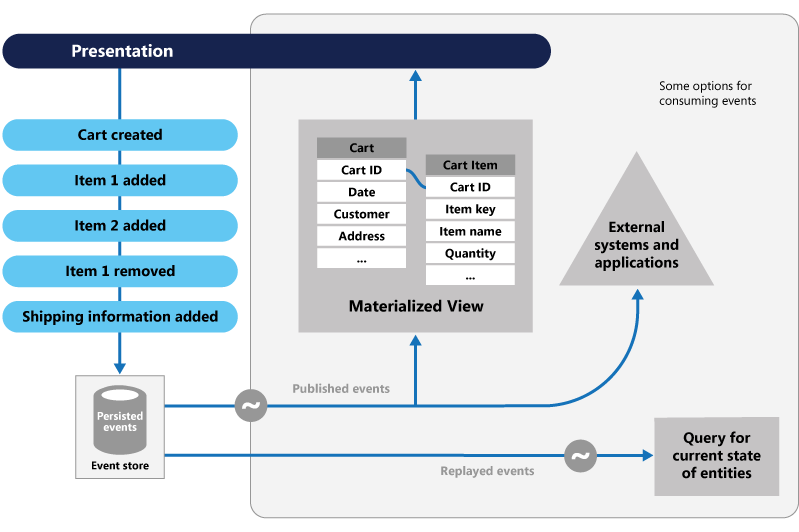 Presentation
Some options for
consuming events
Cart created
Item 1 added
Item 2 added
Item 1 removed
Shipping information added
Cart
Cart ID
Date
Customer
Address
...
Cart Item
Cart ID
Item key
Item name
Quantity
...
Materialized View
External
systems and
applications
Persisted
events
Event store
~
Published events
Replayed events
~
Query for
current state
of entities